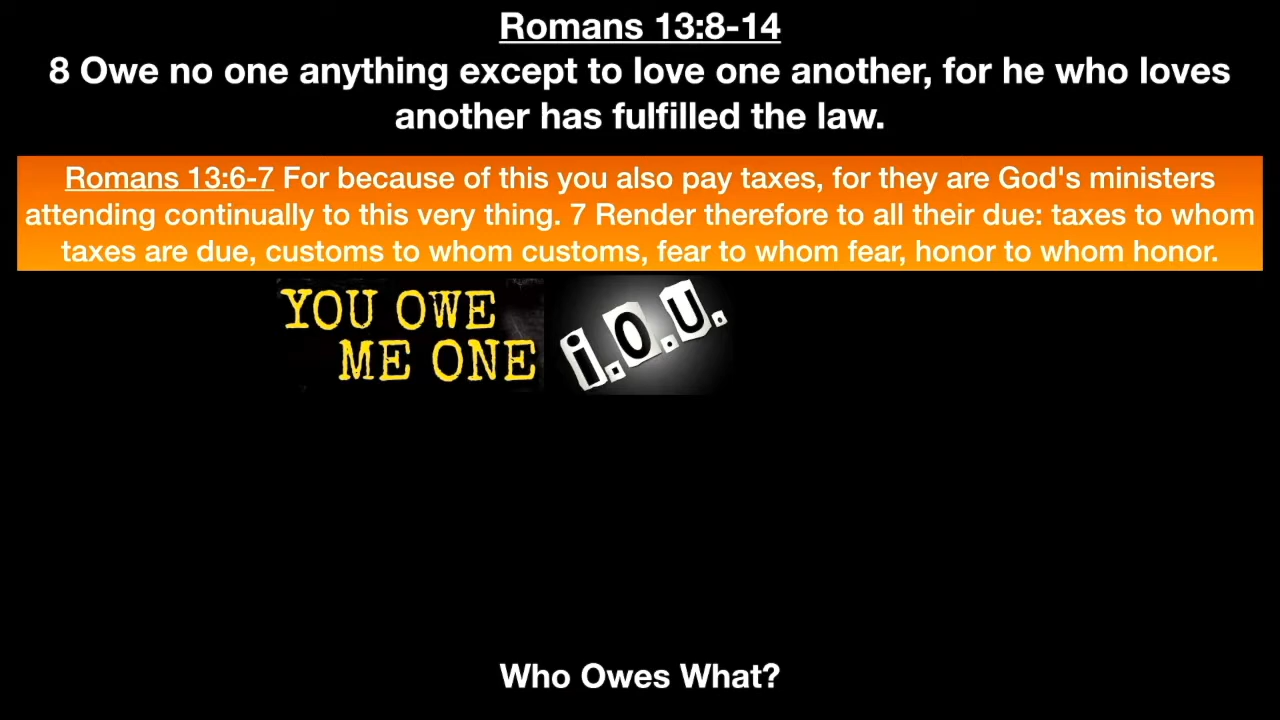 Romans 13:8-14
8 Owe no one anything except to love one another, for he who loves
another has fulfilled the law.
Romans 13:6-7 For because of this you also pay taxes, for they are God's ministers
attending continually to this very thing. 7 Render therefore to all their due: taxes to whom
taxes are due, customs to whom customs, fear to whom fear, honor to whom honor.
YOU OWE
ME ONE
i.O.U.
Who Owes What?